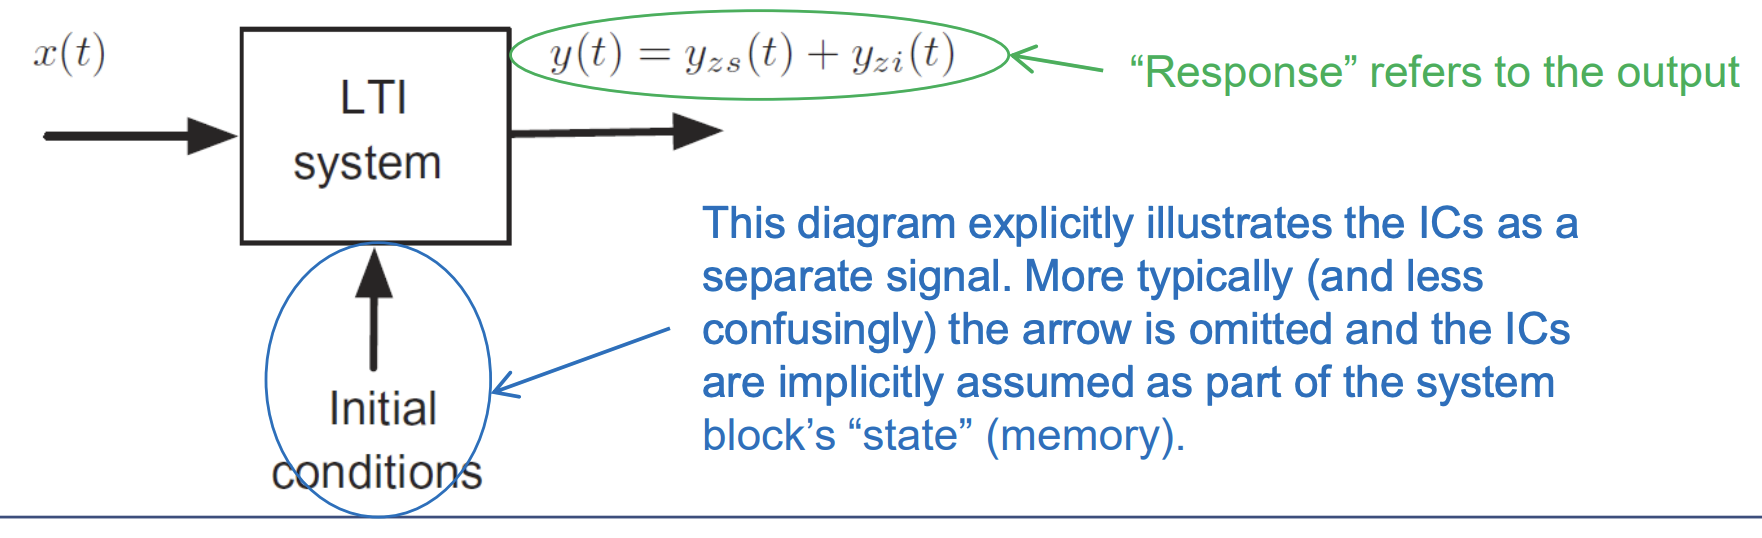 x(t)
LTI
system
y(t) = y_{zs}(t) + y_{zi}(t)
“Response” refers to the output
This diagram explicitly illustrates the ICs as a
separate signal. More typically (and less
confusingly) the arrow is omitted and the ICs
are implicitly assumed as part of the system
block’s “state” (memory).
Initial
conditions